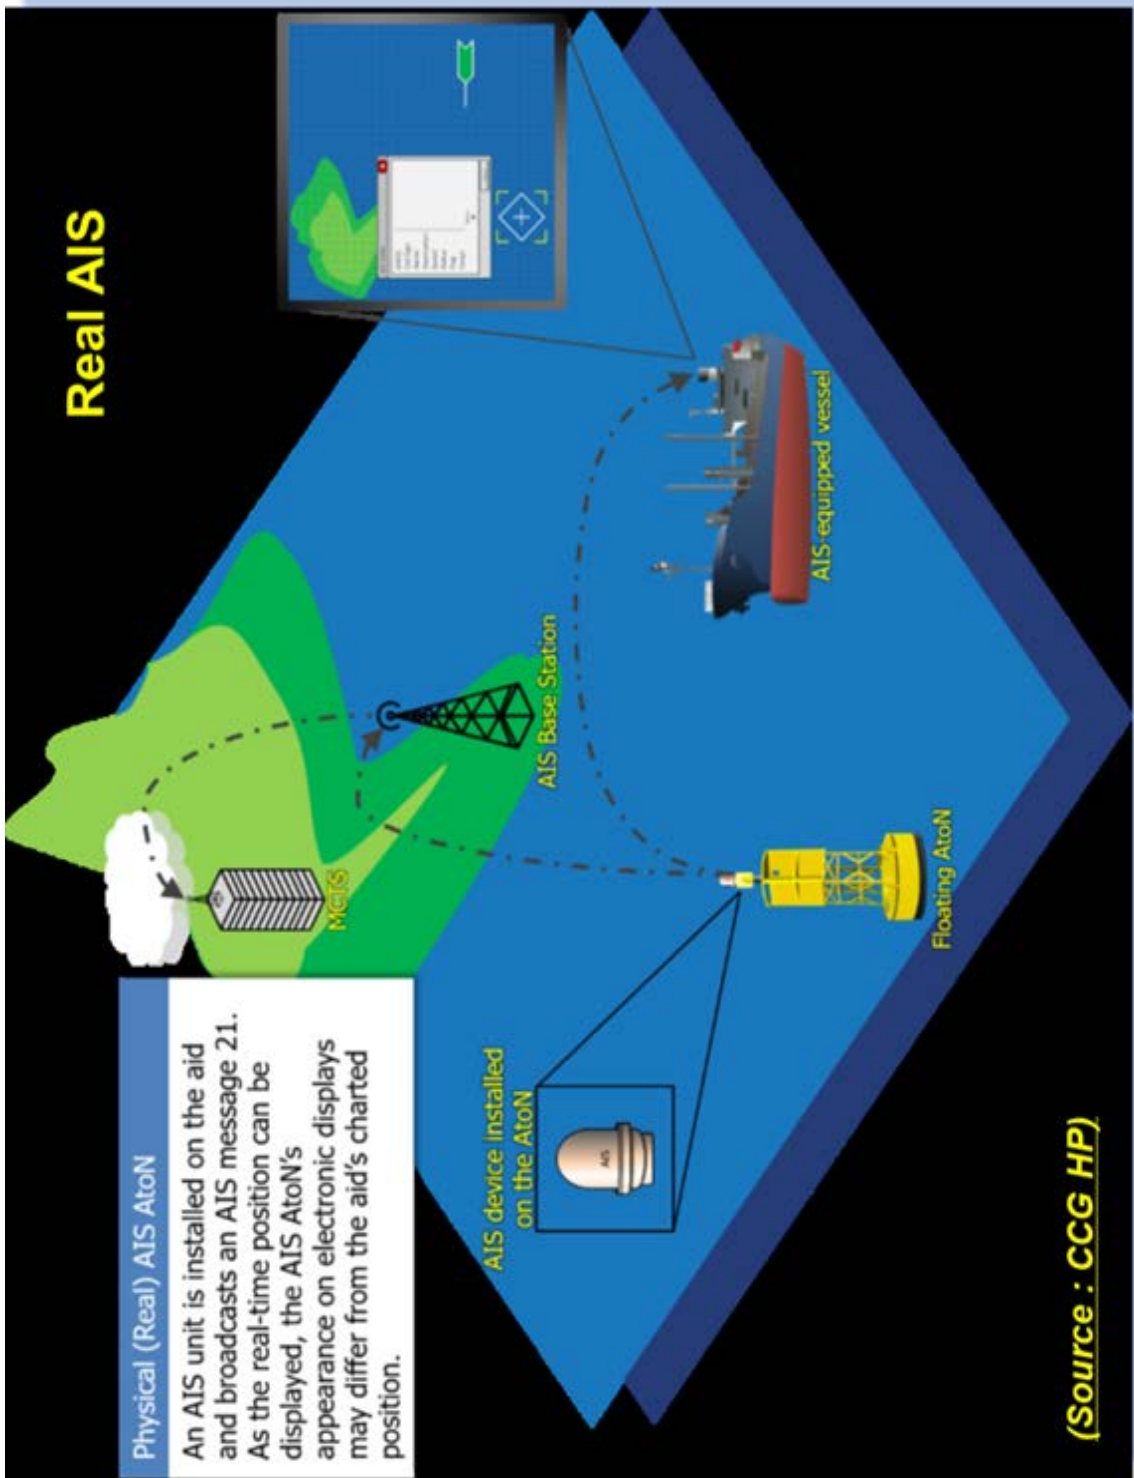 Real AIS
Physical (Real) AIS AtoN
An AIS unit is installed on the aid
and broadcasts an AIS message 21.
As the real-time position can be
displayed, the AIS AtoN's
appearance on electronic displays
may differ from the aid's charted
position.
MCTS
AIS Base Station
AIS device installed
on the AtoN
AIS
AIS-equipped vessel
Floating AtoN
(Source : CCG HP)